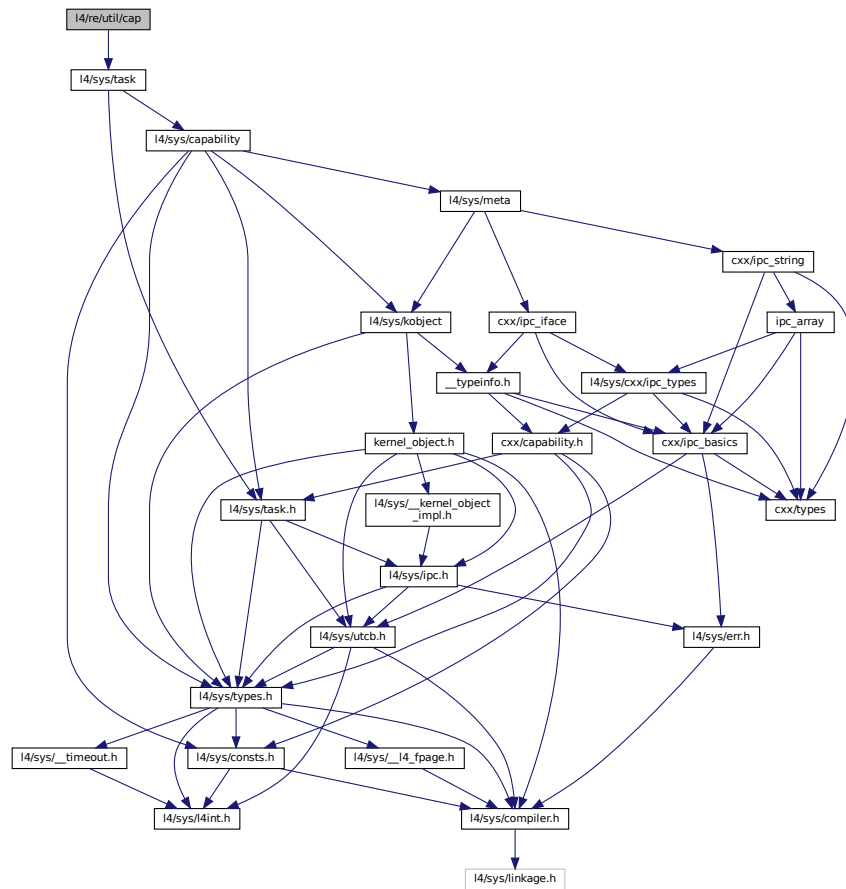 l4/re/util/cap
l4/sys/task
l4/sys/capability
l4/sys/meta
cxx/ipc_string
l4/sys/kobject
cxx/ipc_iface
ipc_array
__typeinfo.h
l4/sys/cxx/ipc_types
kernel_object.h
cxx/capability.h
cxx/ipc_basics
l4/sys/task.h
l4/sys/__kernel_object
_impl.h
cxx/types
l4/sys/ipc.h
l4/sys/utcb.h
l4/sys/err.h
l4/sys/types.h
l4/sys/__timeout.h
l4/sys/consts.h
l4/sys/__l4_fpage.h
l4/sys/l4int.h
l4/sys/compiler.h
l4/sys/linkage.h